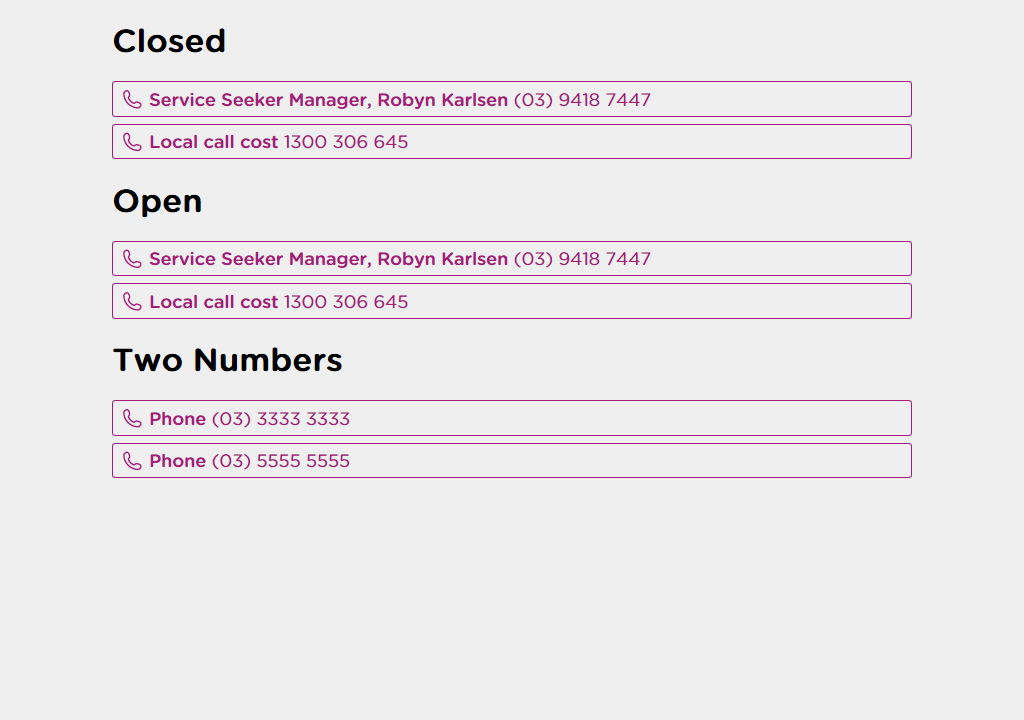 Closed
Service Seeker Manager, Robyn Karlsen (03) 9418 7447
Local call cost 1300 306 645
Open
Service Seeker Manager, Robyn Karlsen (03) 9418 7447
Local call cost 1300 306 645
Two Numbers
Phone (03) 3333 3333
Phone (03) 5555 5555